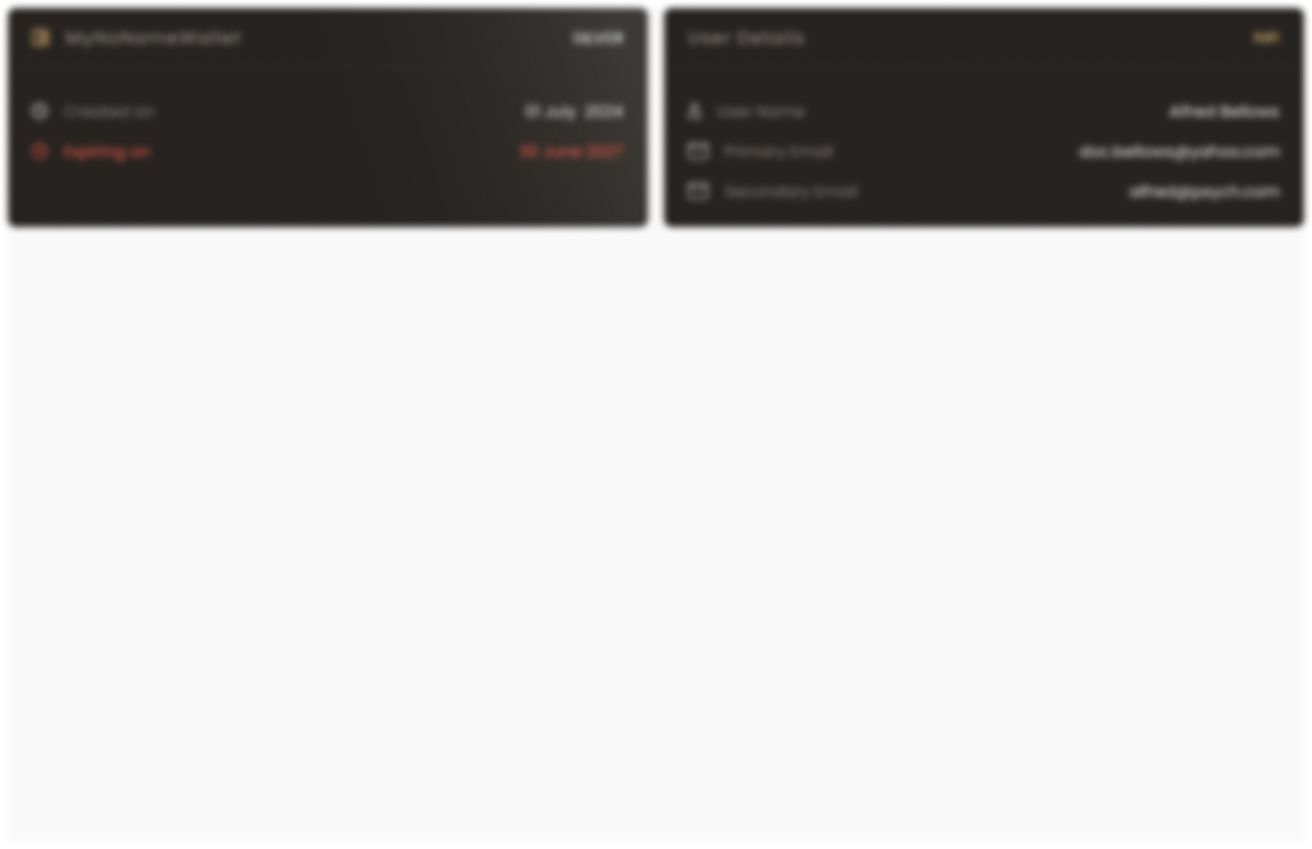 MyNoNameWallet
SILVER
Created on
01 July 2024
Expiring on
30 June 2027
User Details
Edit
User Name
Alfred Bellows
Primary Email
doc.bellows@yahoo.com
Secondary Email
alfred@psych.com